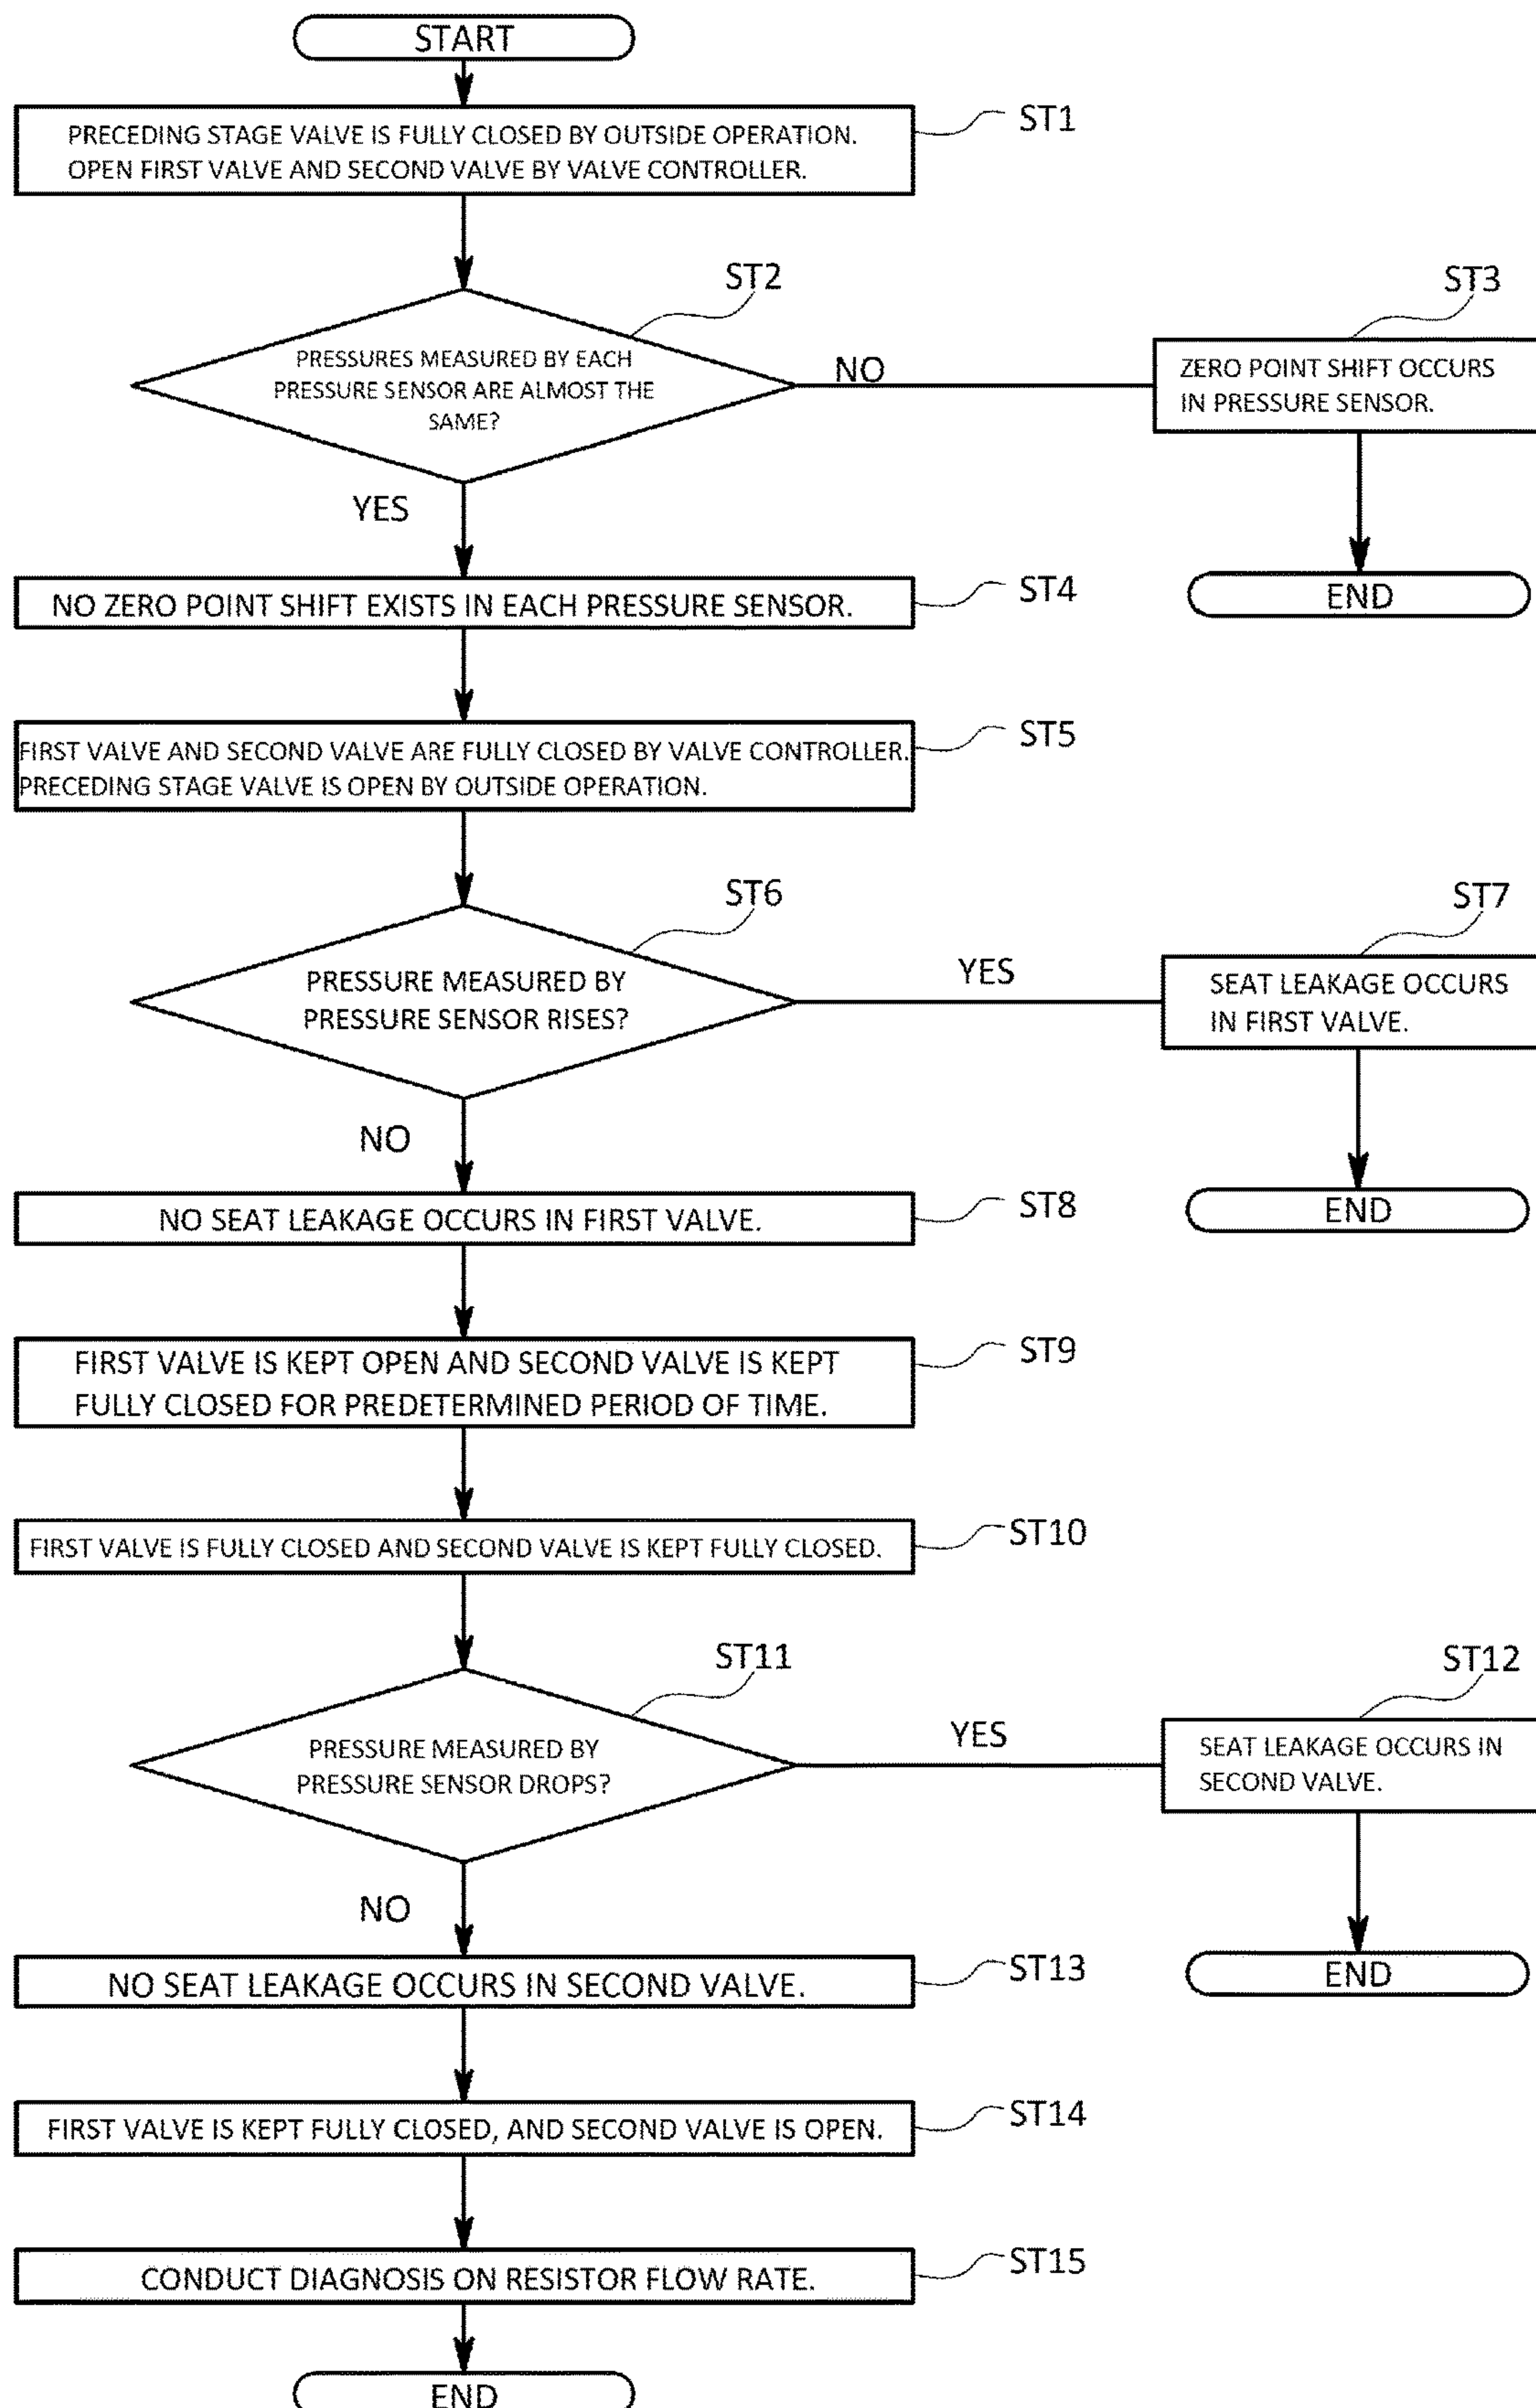 START
PRECEDING STAGE VALVE IS FULLY CLOSED BY OUTSIDE OPERATION.
OPEN FIRST VALVE AND SECOND VALVE BY VALVE CONTROLLER.
ST1
ST2
PRESSURES MEASURED BY EACH
PRESSURE SENSOR ARE ALMOST THE
SAME?
NO
ST3
ZERO POINT SHIFT OCCURS
IN PRESSURE SENSOR.
END
YES
NO ZERO POINT SHIFT EXISTS IN EACH PRESSURE SENSOR.
ST4
FIRST VALVE AND SECOND VALVE ARE FULLY CLOSED BY VALVE CONTROLLER.
PRECEDING STAGE VALVE IS OPEN BY OUTSIDE OPERATION.
ST5
ST6
PRESSURE MEASURED BY
PRESSURE SENSOR RISES?
YES
ST7
SEAT LEAKAGE OCCURS
IN FIRST VALVE.
END
NO
NO SEAT LEAKAGE OCCURS IN FIRST VALVE.
ST8
FIRST VALVE IS KEPT OPEN AND SECOND VALVE IS KEPT
FULLY CLOSED FOR PREDETERMINED PERIOD OF TIME.
ST9
FIRST VALVE IS FULLY CLOSED AND SECOND VALVE IS KEPT FULLY CLOSED.
ST10
ST11
PRESSURE MEASURED BY
PRESSURE SENSOR DROPS?
YES
ST12
SEAT LEAKAGE OCCURS IN
SECOND VALVE.
END
NO
NO SEAT LEAKAGE OCCURS IN SECOND VALVE.
ST13
FIRST VALVE IS KEPT FULLY CLOSED, AND SECOND VALVE IS OPEN.
ST14
CONDUCT DIAGNOSIS ON RESISTOR FLOW RATE.
ST15
END